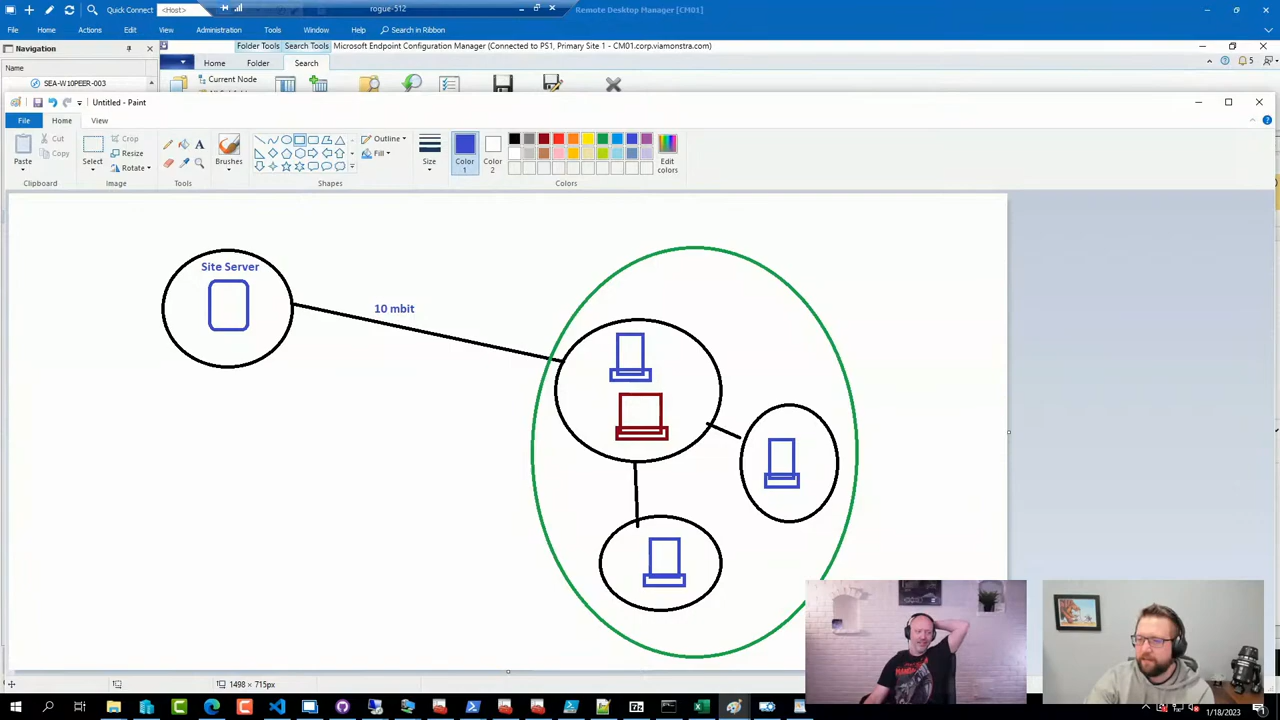 Quick Connect <Host> rogue-512 Remote Desktop Manager [CM01]
File Home Actions Edit View Administration Tools Window Help Search in Ribbon
Navigation Folder Tools Search Tools Microsoft Endpoint Configuration Manager (Connected to PS1, Primary Site 1 - CM01.corp.viamonstra.com)
Name Home Folder Search 5
SEA-W10PEER-003 Current Node
Untitled - Paint
File Home View
Paste Cut Copy Select Crop Resize Rotate Brushes Outline Fill Size Color 1 Color 2 Edit colors
Clipboard Image Tools Shapes Colors
Site Server
10 mbit
1498 × 715px
1/18/2023